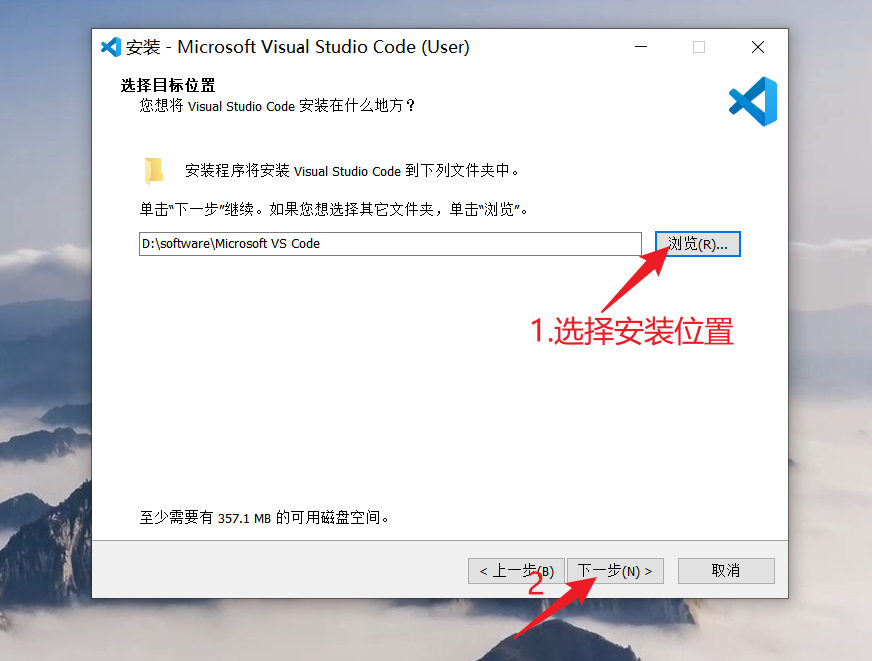 安装 - Microsoft Visual Studio Code (User)
选择目标位置
您想将 Visual Studio Code 安装在什么地方？
安装程序将安装 Visual Studio Code 到下列文件夹中。
单击“下一步”继续。如果您想选择其它文件夹，单击“浏览”。
D:\software\Microsoft VS Code
浏览(R)...
1.选择安装位置
至少需要有 357.1 MB 的可用磁盘空间。
< 上一步(B)
下一步(N) >
取消
2